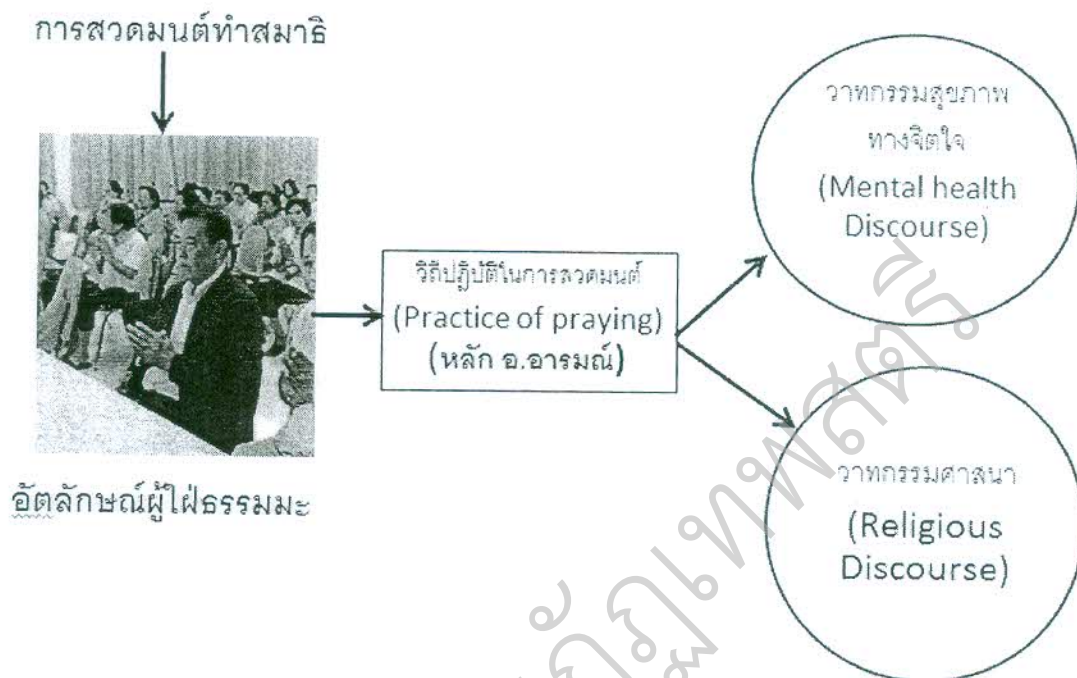 การสวดมนต์ทำสมาธิ
วาทกรรมสุขภาพ
ทางจิตใจ
(Mental health
Discourse)
วิถีปฏิบัติในการสวดมนต์
(Practice of praying)
(หลัก อ.อารมณ์)
อัตลักษณ์ผู้ใฝ่ธรรมมะ
วาทกรรมศาสนา
(Religious
Discourse)